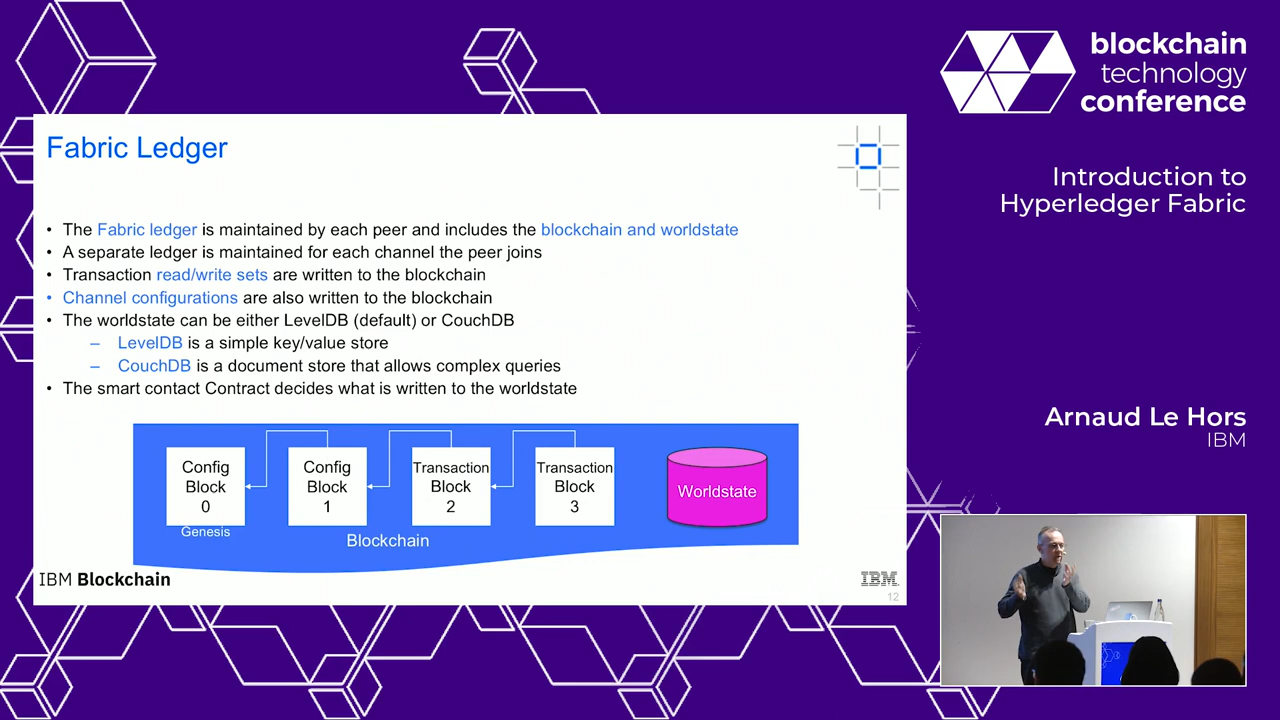 Fabric Ledger
• The Fabric ledger is maintained by each peer and includes the blockchain and worldstate
• A separate ledger is maintained for each channel the peer joins
• Transaction read/write sets are written to the blockchain
• Channel configurations are also written to the blockchain
• The worldstate can be either LevelDB (default) or CouchDB
– LevelDB is a simple key/value store
– CouchDB is a document store that allows complex queries
• The smart contact Contract decides what is written to the worldstate
Config
Block
0
Genesis
Config
Block
1
Transaction
Block
2
Transaction
Block
3
Blockchain
Worldstate
IBM Blockchain
IBM
12
blockchain
technology
conference
Introduction to
Hyperledger Fabric
Arnaud Le Hors
IBM